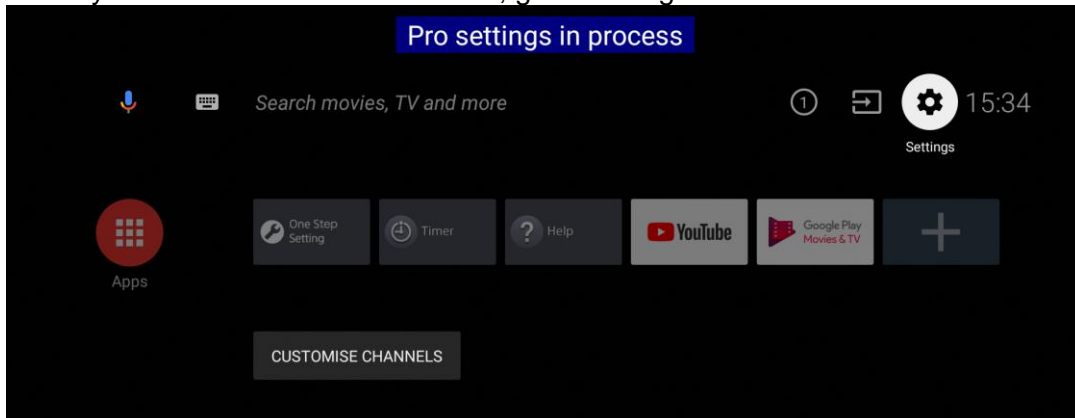 Pro settings in process
Search movies, TV and more
1
15:34
Settings
One Step
Setting
Timer
? Help
YouTube
Google Play
Movies & TV
Apps
CUSTOMISE CHANNELS